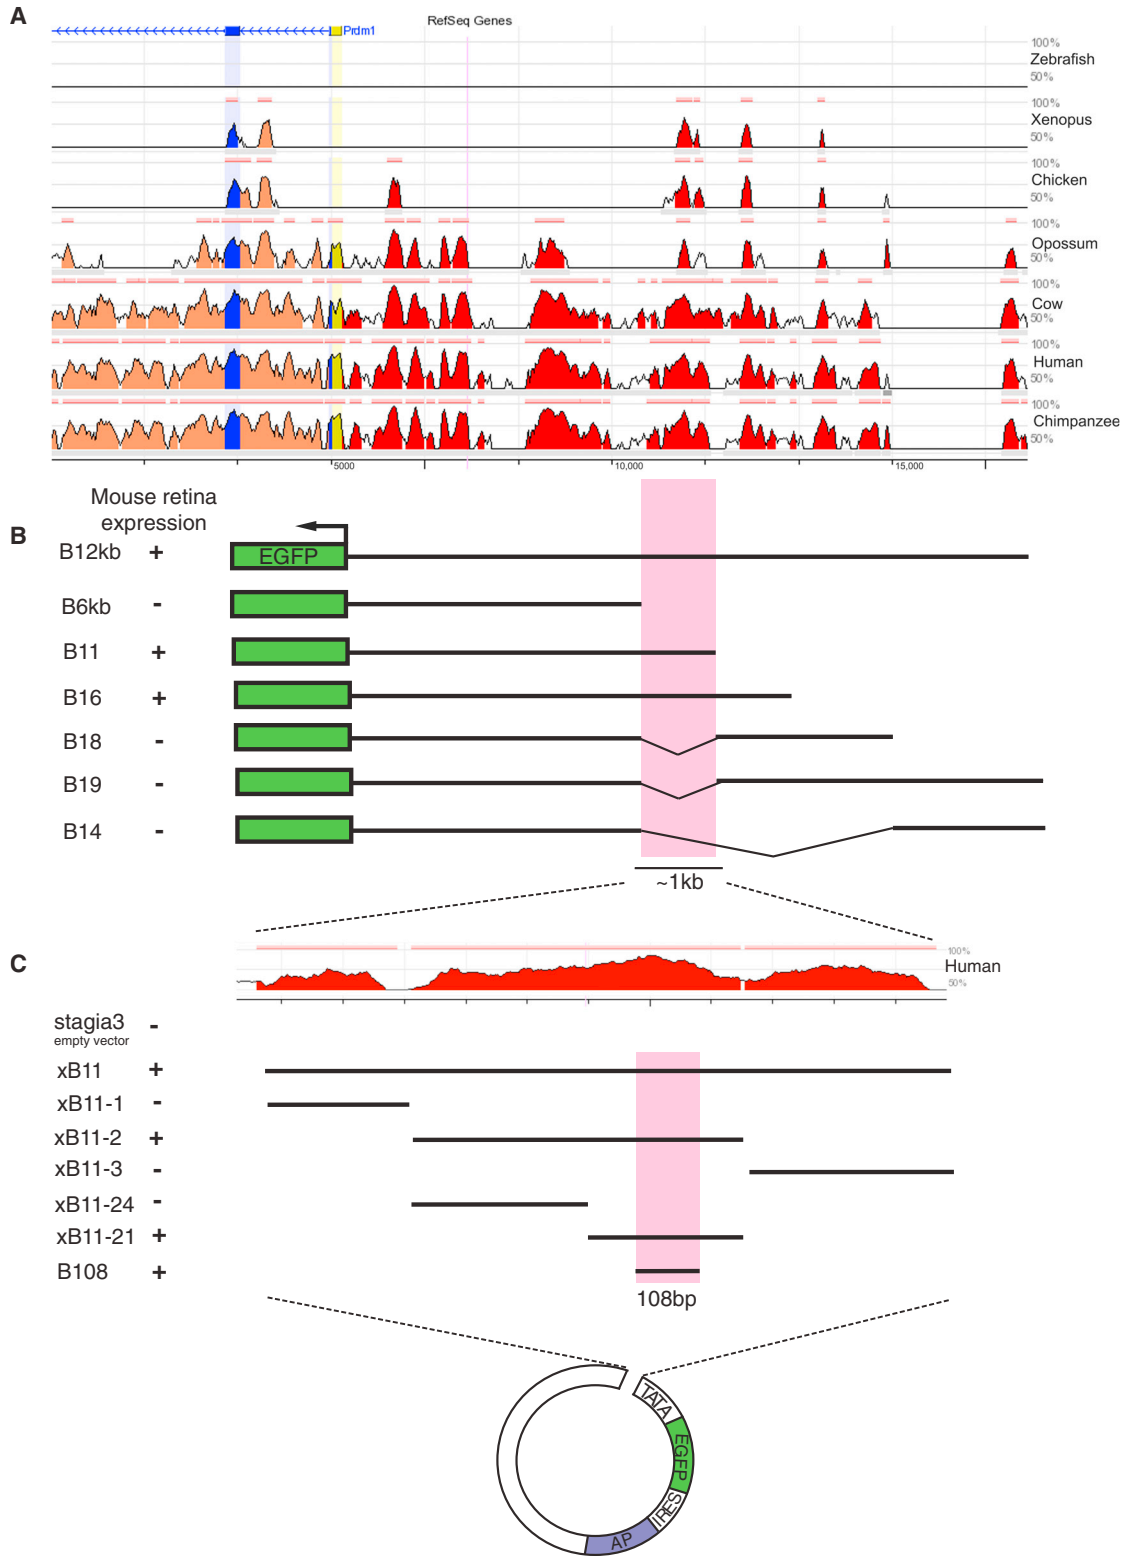 A
RefSeq Genes
Prdm1
100%
Zebrafish
50%
100%
Xenopus
50%
100%
Chicken
50%
100%
Opossum
50%
100%
Cow
50%
100%
Human
50%
100%
Chimpanzee
50%
5000 10,000 15,000
Mouse retina
expression
B
B12kb + EGFP
B6kb -
B11 +
B16 +
B18 -
B19 -
B14 -
~1kb
C
100%
Human
50%
stagia3 -
empty vector
xB11 +
xB11-1 -
xB11-2 +
xB11-3 -
xB11-24 -
xB11-21 +
B108 +
108bp
TATA
EGFP
IRES
AP